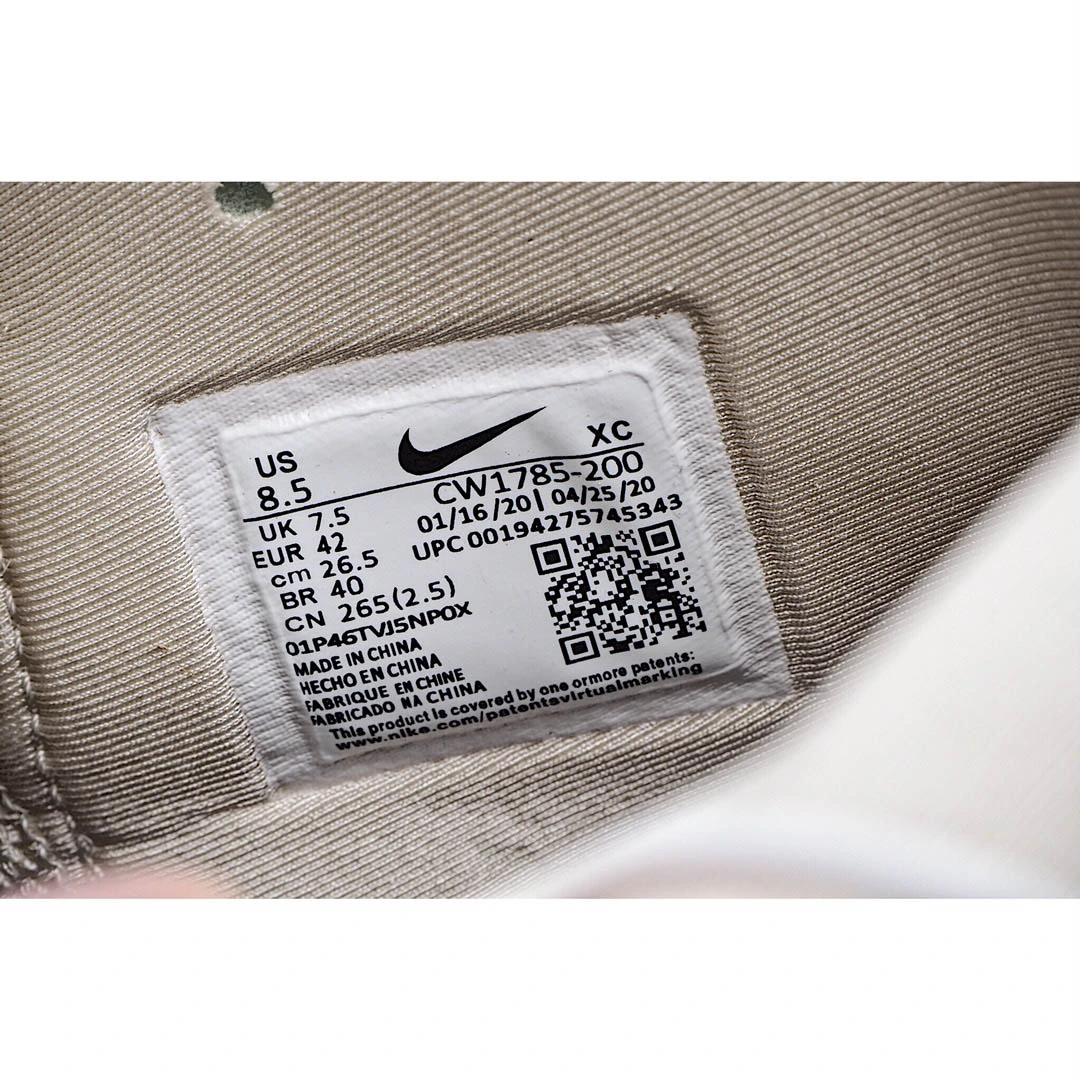 US
8.5
XC
CW1785-200
UK 7.5
01/16/20 | 04/25/20
EUR 42
UPC 00194275745343
cm 26.5
BR 40
CN 265(2.5)
01P46TVJ5NP0X
MADE IN CHINA
HECHO EN CHINA
FABRIQUE EN CHINE
FABRICADO NA CHINA
This product is covered by one ormore patents:
www.nike.com/patentsvirtualmarking